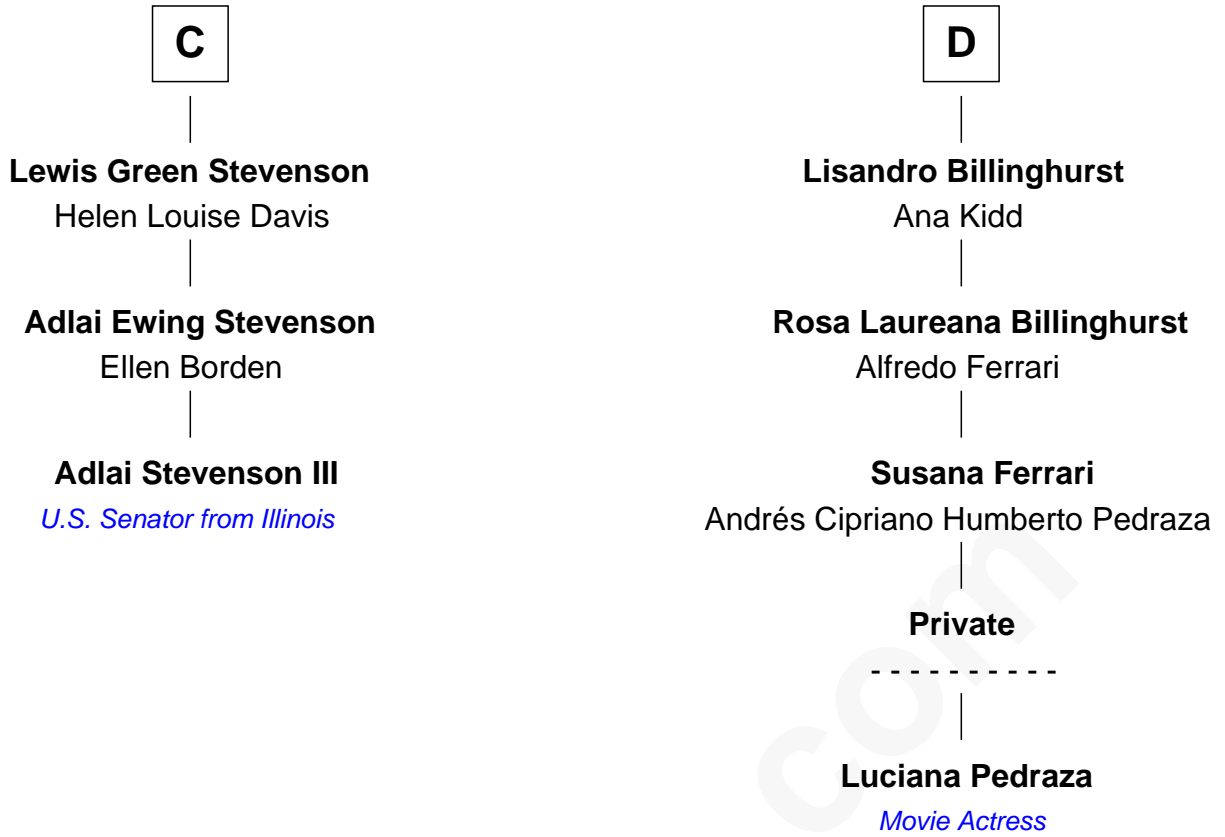 C
Lewis Green Stevenson
Helen Louise Davis
Adlai Ewing Stevenson
Ellen Borden
Adlai Stevenson III
U.S. Senator from Illinois
D
Lisandro Billinghurst
Ana Kidd
Rosa Laureana Billinghurst
Alfredo Ferrari
Susana Ferrari
Andrés Cipriano Humberto Pedraza
Private
- - - - - - - - - -
Luciana Pedraza
Movie Actress
com